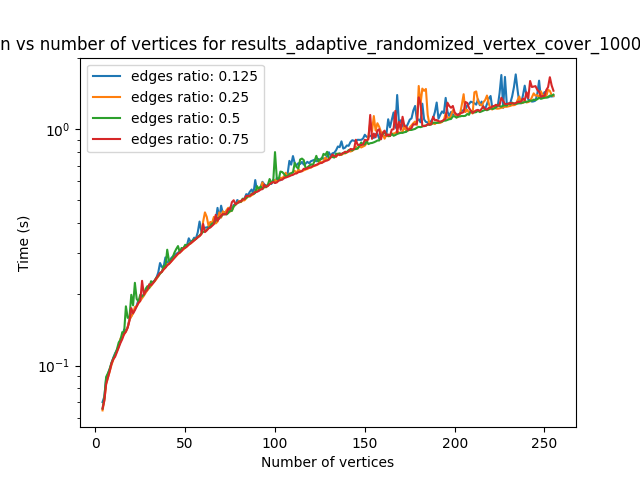 n vs number of vertices for results_adaptive_randomized_vertex_cover_1000
edges ratio: 0.125
edges ratio: 0.25
edges ratio: 0.5
edges ratio: 0.75
10⁰
10⁻¹
Time (s)
0 50 100 150 200 250
Number of vertices